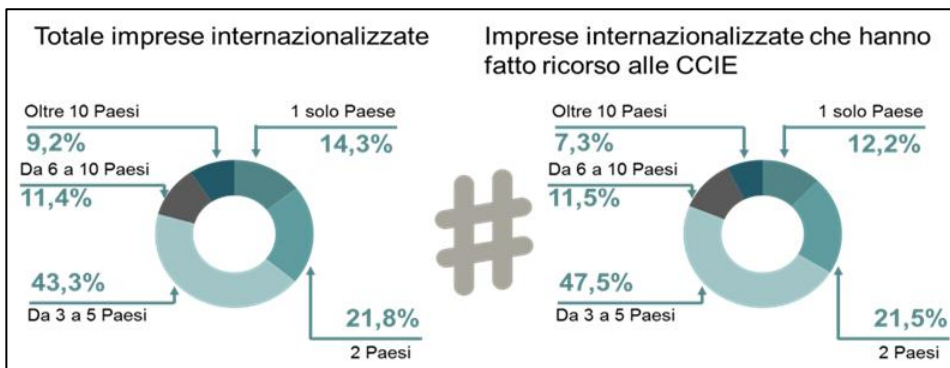 Totale imprese internazionalizzate
Oltre 10 Paesi
9,2%
1 solo Paese
14,3%
Da 6 a 10 Paesi
11,4%
43,3%
Da 3 a 5 Paesi
21,8%
2 Paesi
#
Imprese internazionalizzate che hanno
fatto ricorso alle CCIE
Oltre 10 Paesi
7,3%
1 solo Paese
12,2%
Da 6 a 10 Paesi
11,5%
47,5%
Da 3 a 5 Paesi
21,5%
2 Paesi